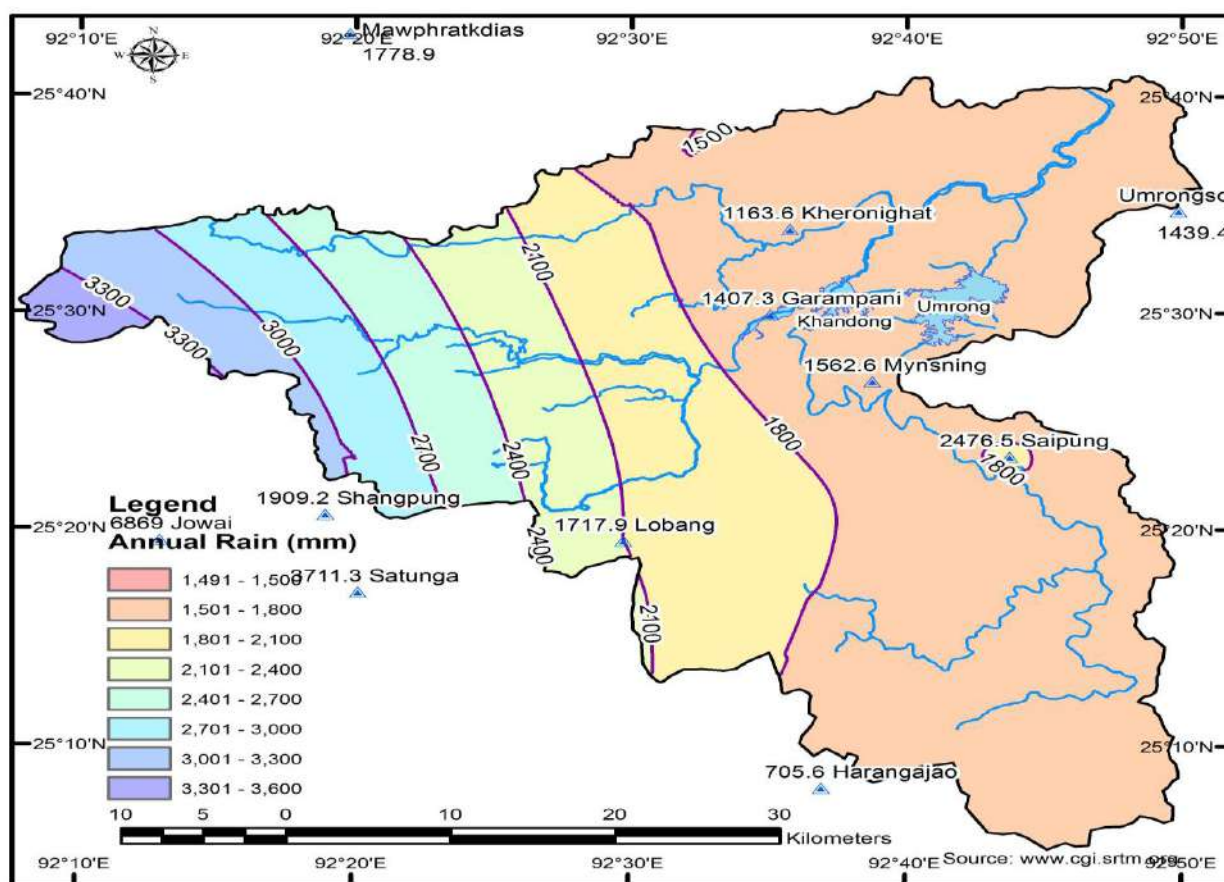 92°10'E 92°20'E 92°30'E 92°40'E 92°50'E
Mawphratkdias
1778.9
N
W E
S
25°40'N 25°40'N
1500
Umrongso
1439.4
1163.6 Kheronighat
2100
3300
25°30'N 25°30'N
1407.3 Garampani
Khandong
Umrong
3000
3300
1562.6 Mynsning
1800
2476.5 Saipung
1800
2700
2400
Legend
1909.2 Shangpung
6869 Jowai
25°20'N 25°20'N
1717.9 Lobang
2400
Annual Rain (mm)
1,491 - 1,500
3711.3 Satunga
1,501 - 1,800
2100
1,801 - 2,100
2,101 - 2,400
2,401 - 2,700
2,701 - 3,000
25°10'N 25°10'N
3,001 - 3,300
705.6 Harangajao
3,301 - 3,600
10 5 0 10 20 30
Kilometers
Source: www.cgi.srtm.org
92°10'E 92°20'E 92°30'E 92°40'E 92°50'E